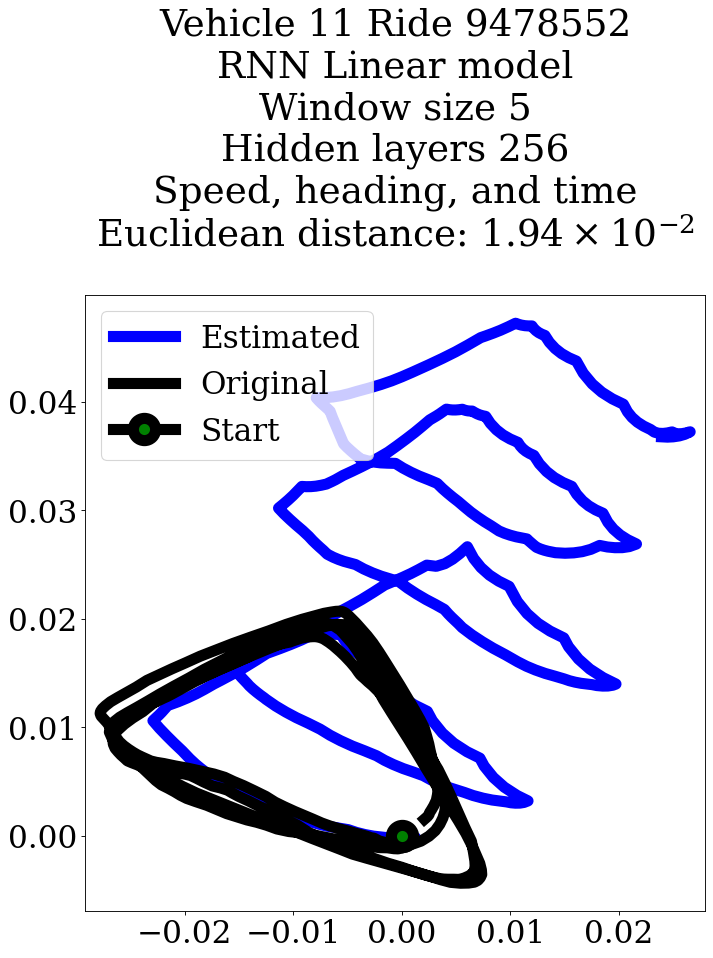 Vehicle 11 Ride 9478552
RNN Linear model
Window size 5
Hidden layers 256
Speed, heading, and time
Euclidean distance: 1.94 × 10⁻²
Estimated
Original
Start
0.04
0.03
0.02
0.01
0.00
−0.02 −0.01 0.00 0.01 0.02